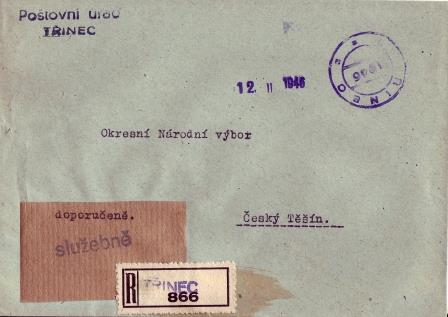 Poštovní úřad
TŘINEC
12. II 1946
Okresní Národní výbor
doporučeně.
služebně
Český Těšín.
R
TŘINEC
866